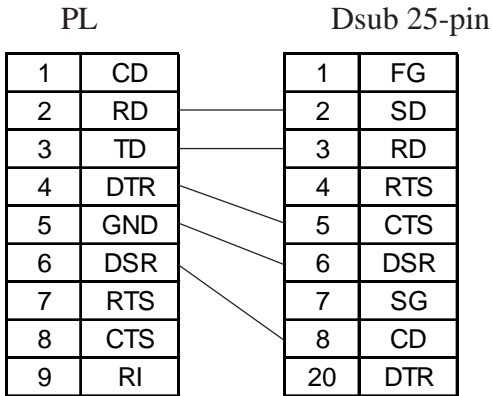 PL Dsub 25-pin
1 CD 1 FG
2 RD 2 SD
3 TD 3 RD
4 DTR 4 RTS
5 GND 5 CTS
6 DSR 6 DSR
7 RTS 7 SG
8 CTS 8 CD
9 RI 20 DTR